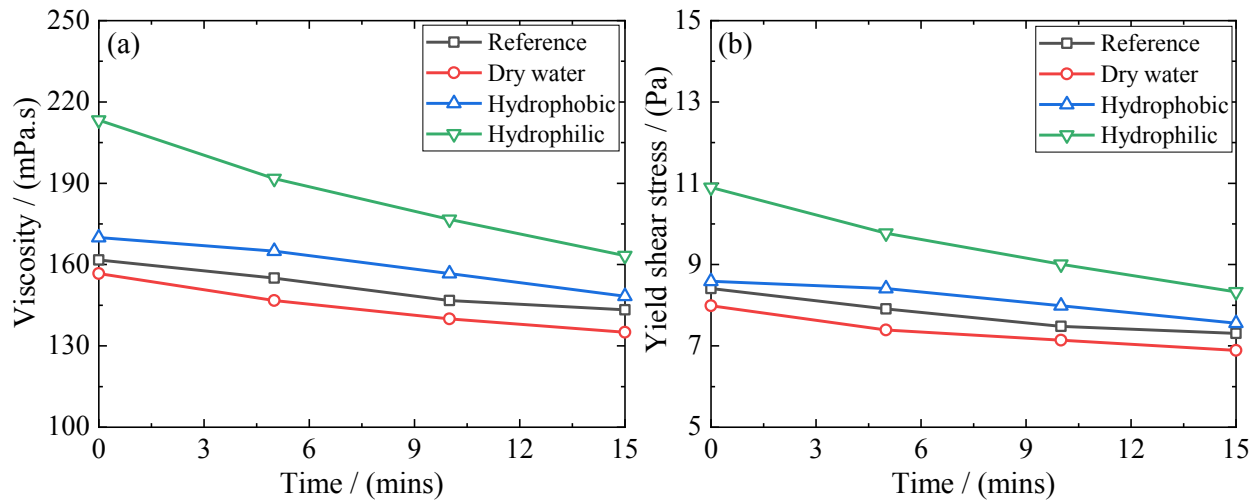 (a)
Reference
Dry water
Hydrophobic
Hydrophilic
250
220
190
160
130
100
Viscosity / (mPa.s)
0 3 6 9 12 15
Time / (mins)
(b)
Reference
Dry water
Hydrophobic
Hydrophilic
15
13
11
9
7
5
Yield shear stress / (Pa)
0 3 6 9 12 15
Time / (mins)